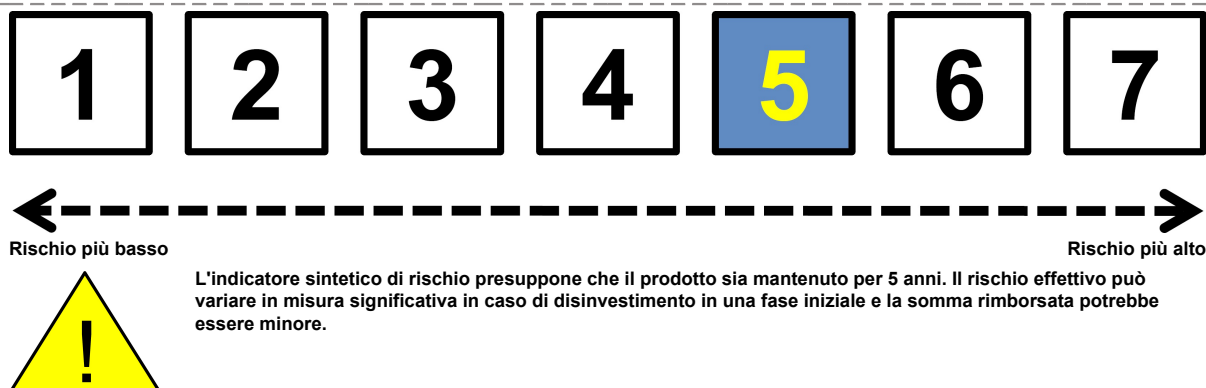 1 2 3 4 5 6 7
Rischio più basso Rischio più alto
L'indicatore sintetico di rischio presuppone che il prodotto sia mantenuto per 5 anni. Il rischio effettivo può
variare in misura significativa in caso di disinvestimento in una fase iniziale e la somma rimborsata potrebbe
essere minore.
!